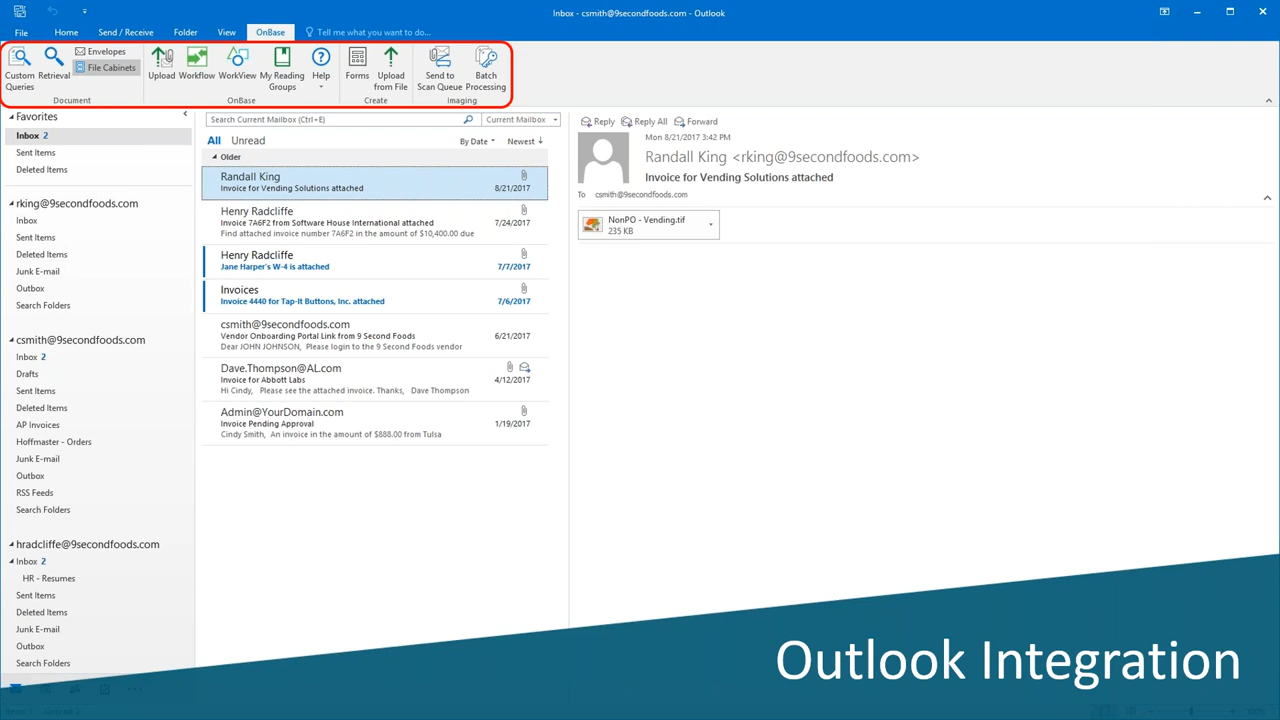 Inbox - csmith@9secondfoods.com - Outlook
File Home Send / Receive Folder View OnBase Tell me what you want to do...
Custom Queries
Retrieval
Envelopes
File Cabinets
Document
Upload
Workflow
WorkView
My Reading Groups
Help
OnBase
Forms
Upload from File
Create
Send to Scan Queue
Batch Processing
Imaging
Favorites
Inbox 2
Sent Items
Deleted Items
rking@9secondfoods.com
Inbox
Sent Items
Deleted Items
Junk E-mail
Outbox
Search Folders
csmith@9secondfoods.com
Inbox 2
Drafts
Sent Items
Deleted Items
AP Invoices
Hoffmaster - Orders
Junk E-mail
Outbox
RSS Feeds
Search Folders
hradcliffe@9secondfoods.com
Inbox 2
HR - Resumes
Sent Items
Deleted Items
Junk E-mail
Outbox
Search Folders
Search Current Mailbox (Ctrl+E) Current Mailbox
All Unread By Date Newest
Older
Randall King
Invoice for Vending Solutions attached 8/21/2017
Henry Radcliffe
Invoice 7A6F2 from Software House International attached 7/24/2017
Find attached invoice number 7A6F2 in the amount of $10,400.00 due
Henry Radcliffe
Jane Harper's W-4 is attached 7/7/2017
Invoices
Invoice 4440 for Tap-It Buttons, Inc. attached 7/6/2017
csmith@9secondfoods.com
Vendor Onboarding Portal Link from 9 Second Foods 6/21/2017
Dear JOHN JOHNSON, Please login to the 9 Second Foods vendor
Dave.Thompson@AL.com
Invoice for Abbott Labs 4/12/2017
Hi Cindy, Please see the attached invoice. Thanks, Dave Thompson
Admin@YourDomain.com
Invoice Pending Approval 1/19/2017
Cindy Smith, An invoice in the amount of $888.00 from Tulsa
Reply Reply All Forward
Mon 8/21/2017 3:42 PM
Randall King <rking@9secondfoods.com>
Invoice for Vending Solutions attached
To csmith@9secondfoods.com
NonPO - Vending.tif
235 KB
Outlook Integration